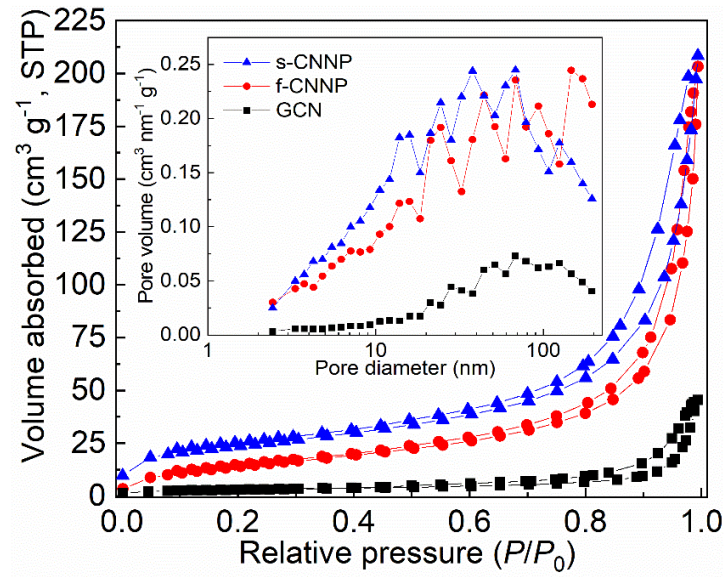 225
200
175
150
125
100
75
50
25
0
Volume absorbed (cm³ g⁻¹, STP)
0.0 0.2 0.4 0.6 0.8 1.0
Relative pressure (P/P₀)
s-CNNP
f-CNNP
GCN
0.25
0.20
0.15
0.10
0.05
0.00
Pore volume (cm³ nm⁻¹ g⁻¹)
1 10 100
Pore diameter (nm)